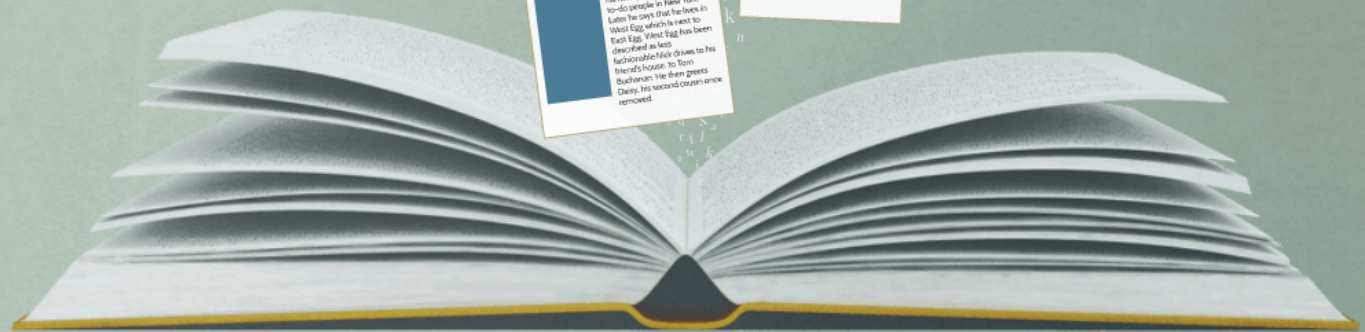 to-do people in New York
Later he says that he lives in
West Egg which is next to
East Egg. West Egg has been
described as less
fashionable Nick drives to his
friend's house, to Tom
Buchanan. He then greets
Daisy, his second cousin once
removed.
k
n